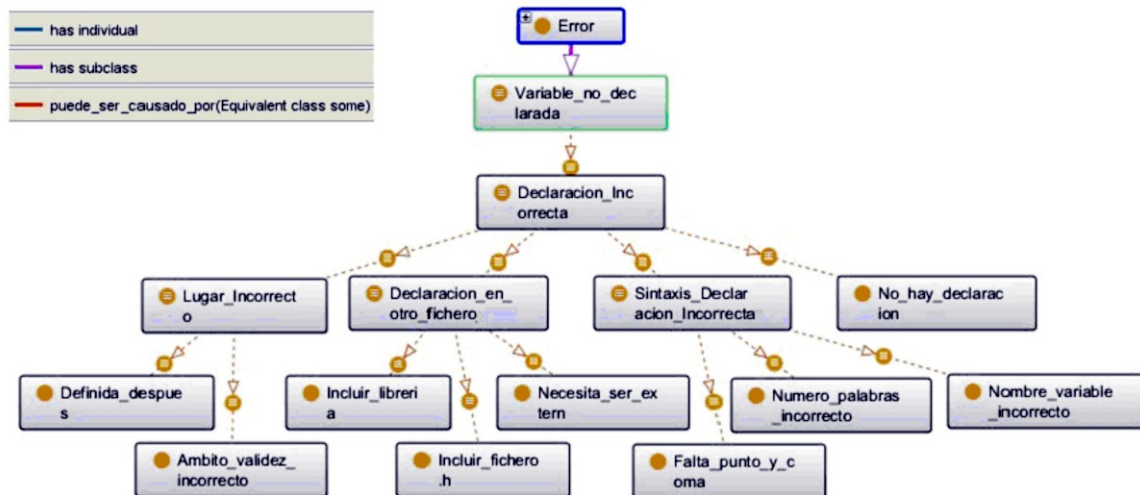 has individual
has subclass
puede_ser_causado_por(Equivalent class some)
Error
Variable_no_dec
larada
Declaracion_Inc
orrecta
Lugar_Incorrect
o
Declaracion_en_
otro_fichero
Sintaxis_Declar
acion_Incorrecta
No_hay_declarac
ion
Definida_despue
s
Incluir_libreri
a
Necesita_ser_ex
tern
Numero_palabras
_incorrecto
Nombre_variable
_incorrecto
Ambito_validez_
incorrecto
Incluir_fichero
.h
Falta_punto_y_c
oma